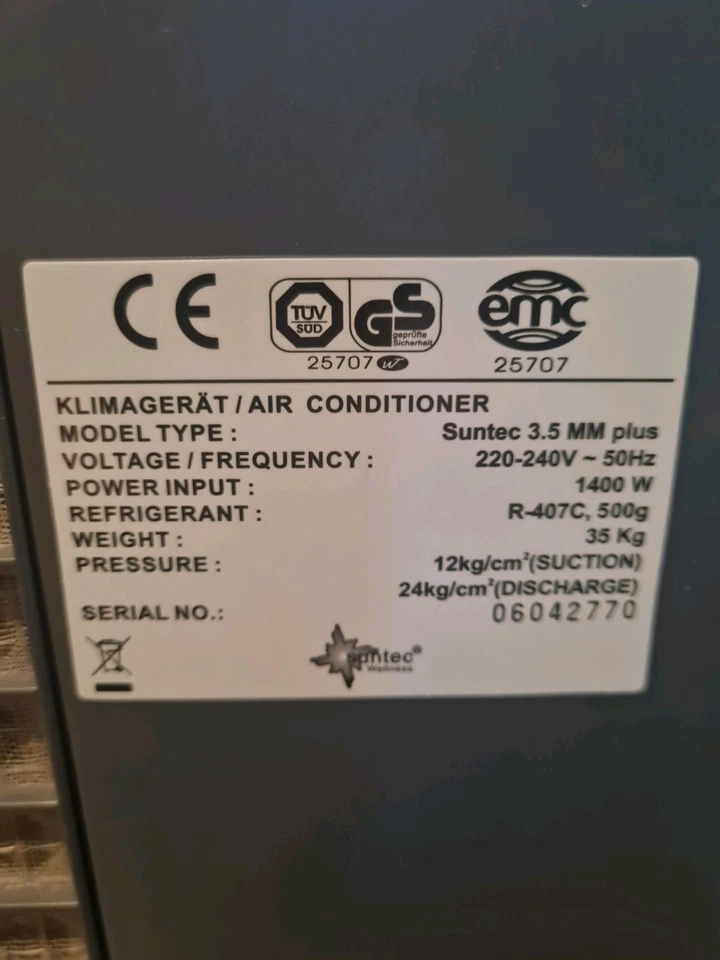 CE
TÜV
SÜD
GS
geprüfte
Sicherheit
25707
emc
25707
KLIMAGERÄT / AIR CONDITIONER
MODEL TYPE : Suntec 3.5 MM plus
VOLTAGE / FREQUENCY : 220-240V ~ 50Hz
POWER INPUT : 1400 W
REFRIGERANT : R-407C, 500g
WEIGHT : 35 Kg
PRESSURE : 12kg/cm²(SUCTION)
24kg/cm²(DISCHARGE)
SERIAL NO.: 06042770
suntec®
Wellness